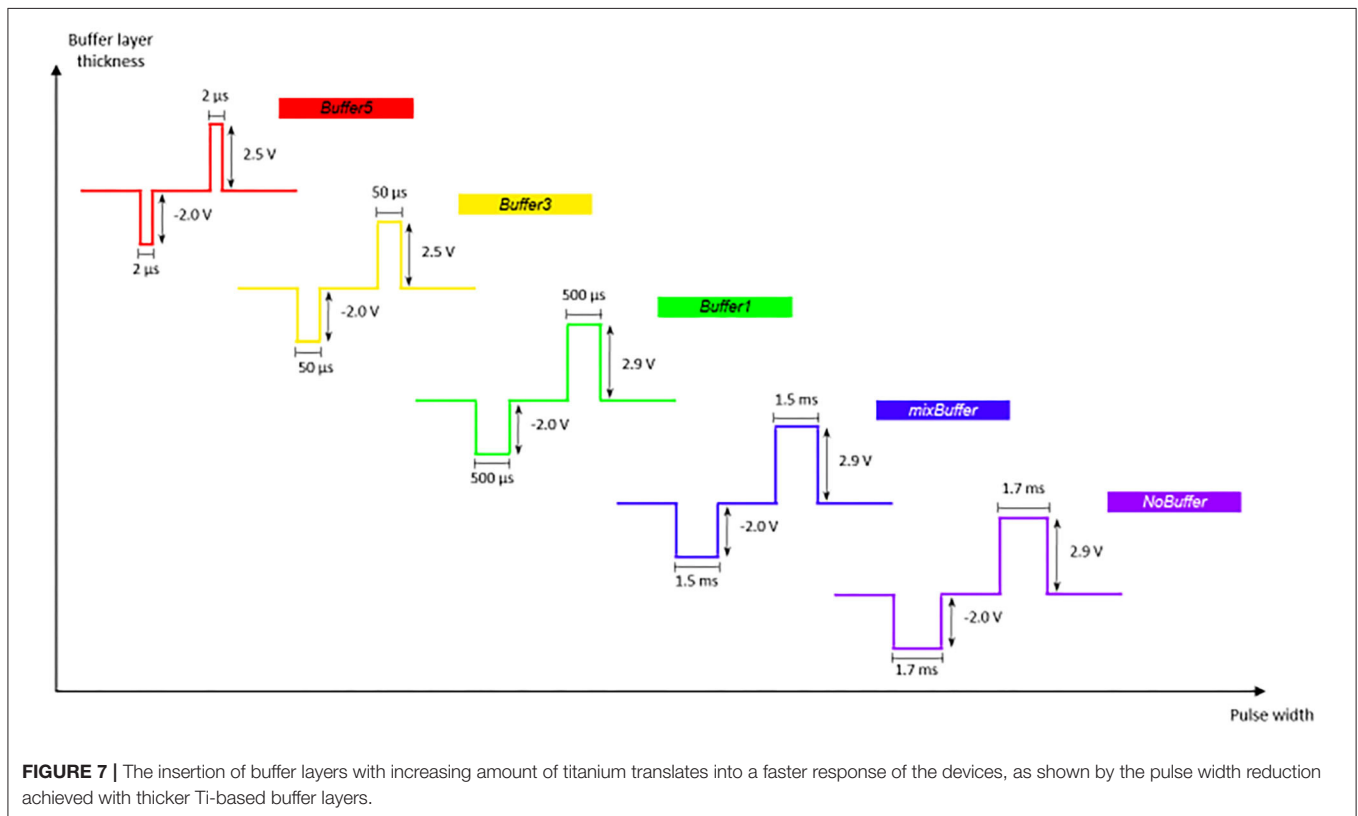 Buffer layer
thickness
2 µs
Buffer5
2.5 V
-2.0 V
2 µs
50 µs
Buffer3
2.5 V
-2.0 V
50 µs
500 µs
Buffer1
2.9 V
-2.0 V
500 µs
1.5 ms
mixBuffer
2.9 V
-2.0 V
1.5 ms
1.7 ms
NoBuffer
2.9 V
-2.0 V
1.7 ms
Pulse width
FIGURE 7 | The insertion of buffer layers with increasing amount of titanium translates into a faster response of the devices, as shown by the pulse width reduction
achieved with thicker Ti-based buffer layers.